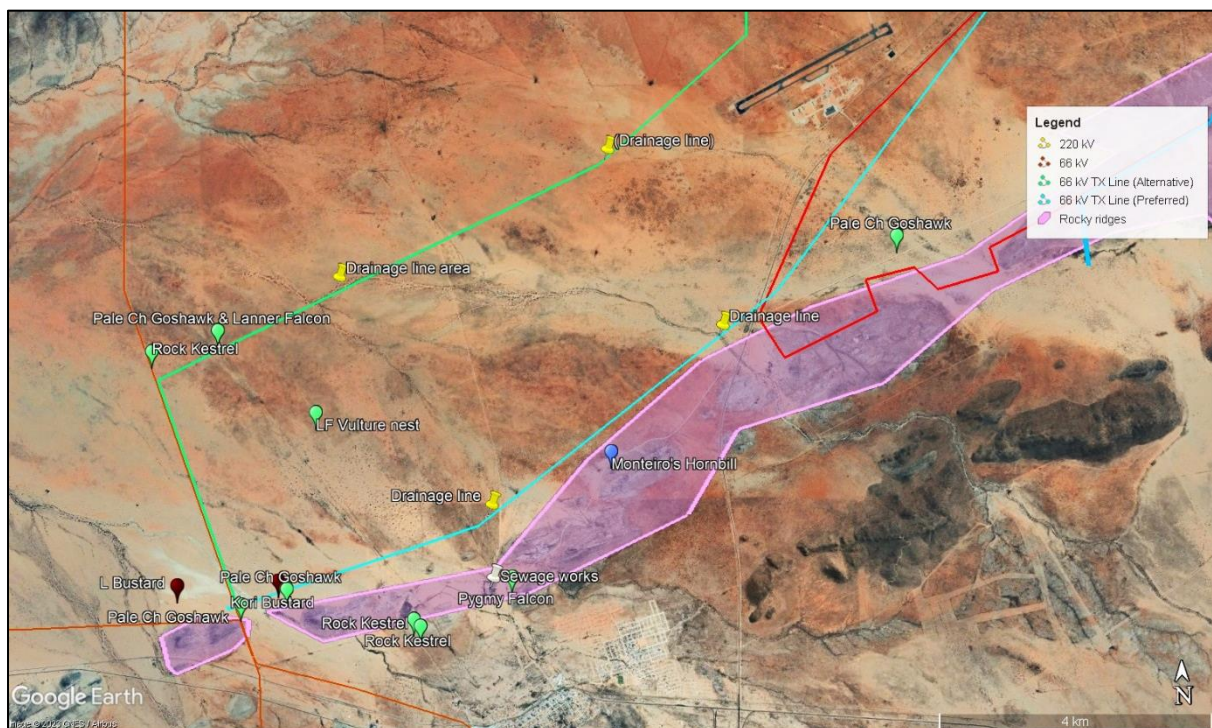 Legend
220 kV
66 kV
66 kV TX Line (Alternative)
66 kV TX Line (Preferred)
Rocky ridges
(Drainage line)
Pale Ch Goshawk
Drainage line area
Pale Ch Goshawk & Lanner Falcon
Drainage line
Rock Kestrel
LF Vulture nest
Monteiro's Hornbill
Drainage line
Sewage works
Pale Ch Goshawk
L Bustard
Kori Bustard
Pygmy Falcon
Pale Ch Goshawk
Rock Kestrel
Rock Kestrel
N
Google Earth
4 km